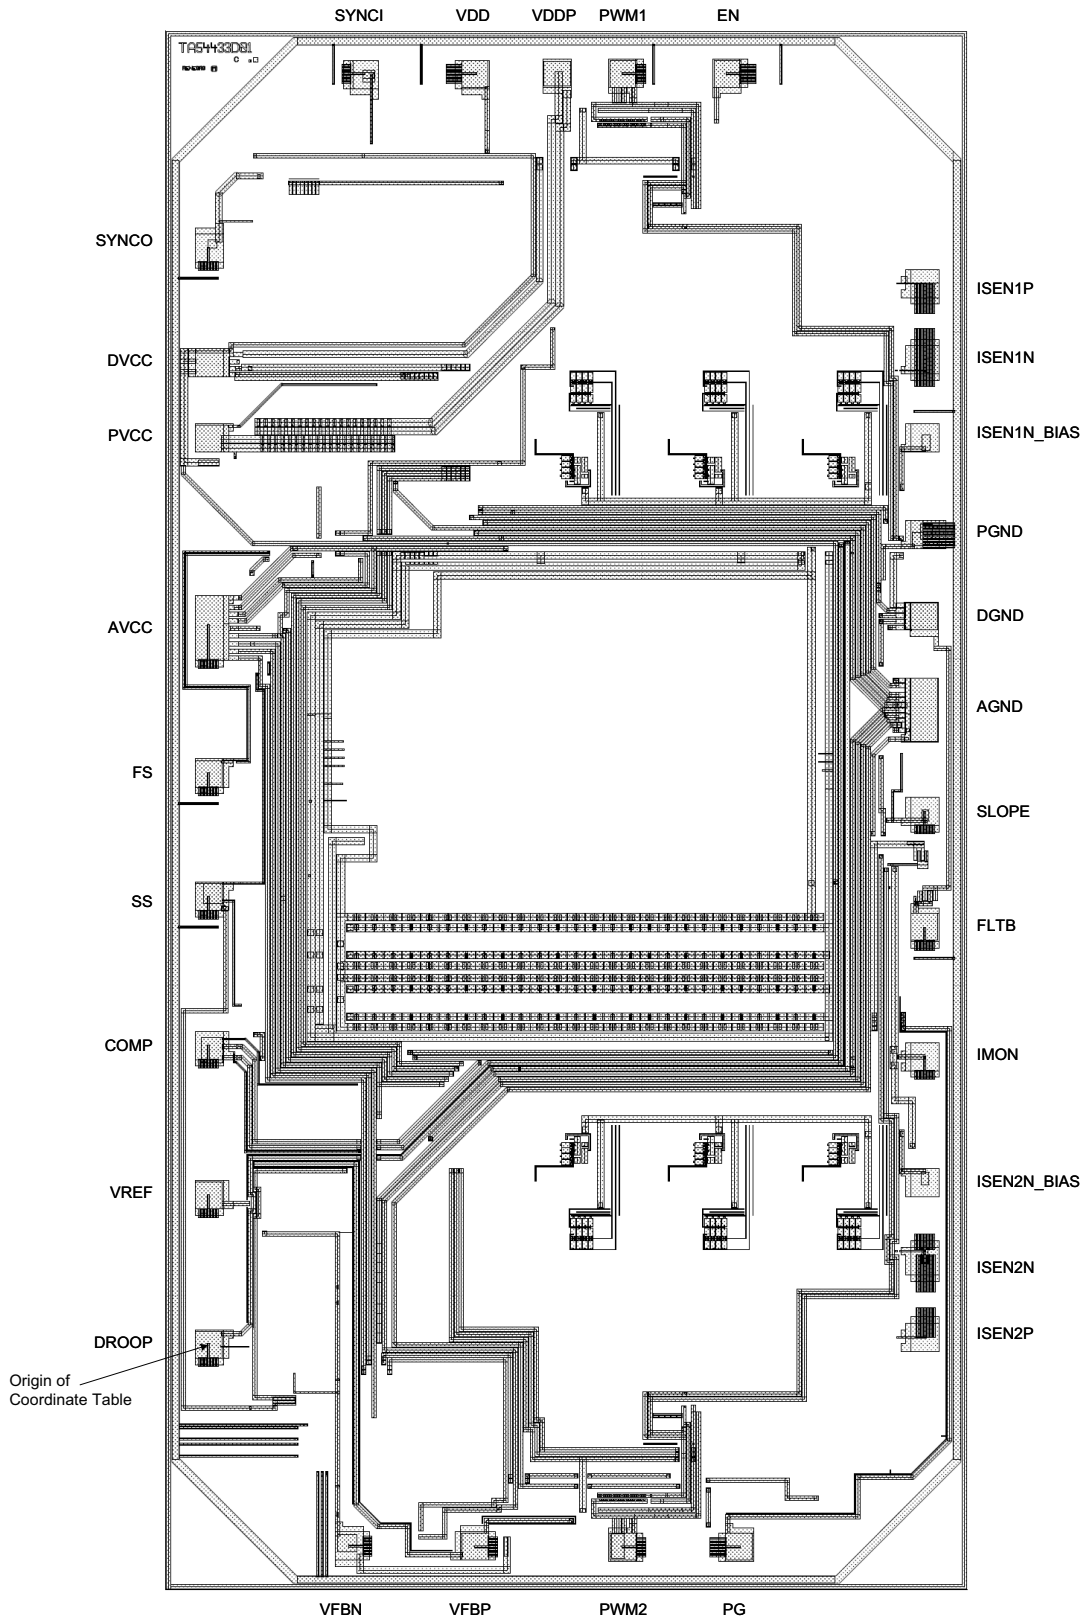 SYNCI VDD VDDP PWM1 EN
TA54433D01
C
SYNCO
ISEN1P
DVCC
ISEN1N
PVCC
ISEN1N_BIAS
PGND
DGND
AVCC
AGND
FS
SLOPE
SS
FLTB
COMP
IMON
VREF
ISEN2N_BIAS
ISEN2N
DROOP
ISEN2P
Origin of
Coordinate Table
VFBN VFBP PWM2 PG